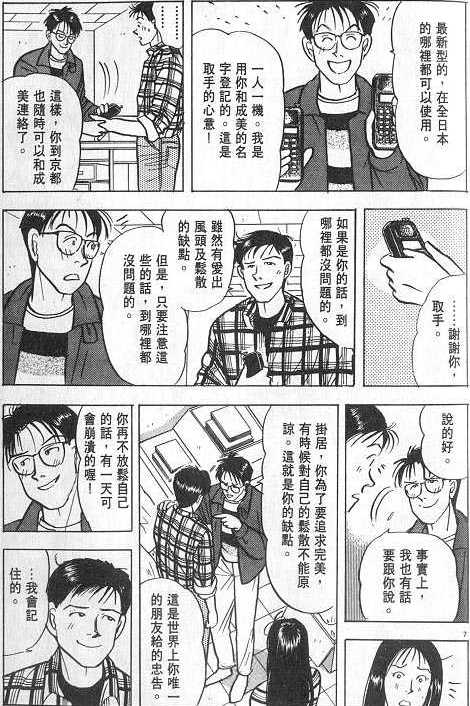 最新型的，在全日本
的哪裡都可以使用。
一人一機。我是
用你和成美的名
字登記的。這是
取手的心意！
………
這樣，你到京都
也隨時可以和成
美連絡了。
……謝謝你，
取手。
如果是你的話，到
哪裡都沒問題的。
雖然有愛出
風頭及鬆散
的缺點。
但是，只要注意這
些的話，到哪裡都
沒問題的。
說的好。
事實上，
我也有話
要跟你說。
掛居，你為了要追求完美，
有時候對自己的鬆散不能原
諒。這就是你的缺點。
這是世界上你唯一
的朋友給的忠告。
你再不放鬆自己
的話，有一天可
會崩潰的喔！
…我會記
住的。
7